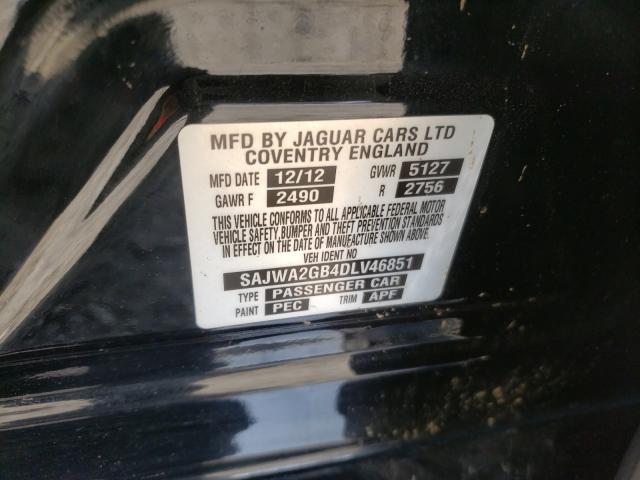 MFD BY JAGUAR CARS LTD
COVENTRY ENGLAND
MFD DATE 12/12 GVWR 5127
GAWR F 2490 R 2756
THIS VEHICLE CONFORMS TO ALL APPLICABLE FEDERAL MOTOR
VEHICLE SAFETY, BUMPER AND THEFT PREVENTION STANDARDS
IN EFFECT ON THE DATE OF MANUFACTURE SHOWN ABOVE.
VEH IDENT NO
SAJWA2GB4DLV46851
TYPE PASSENGER CAR
PAINT PEC TRIM APF